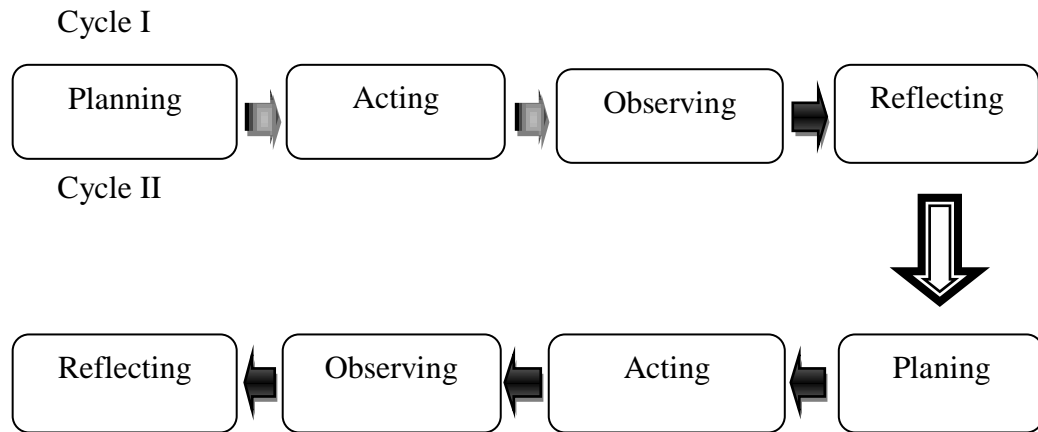 Cycle I
Planning Acting Observing Reflecting
Cycle II
Reflecting Observing Acting Planing